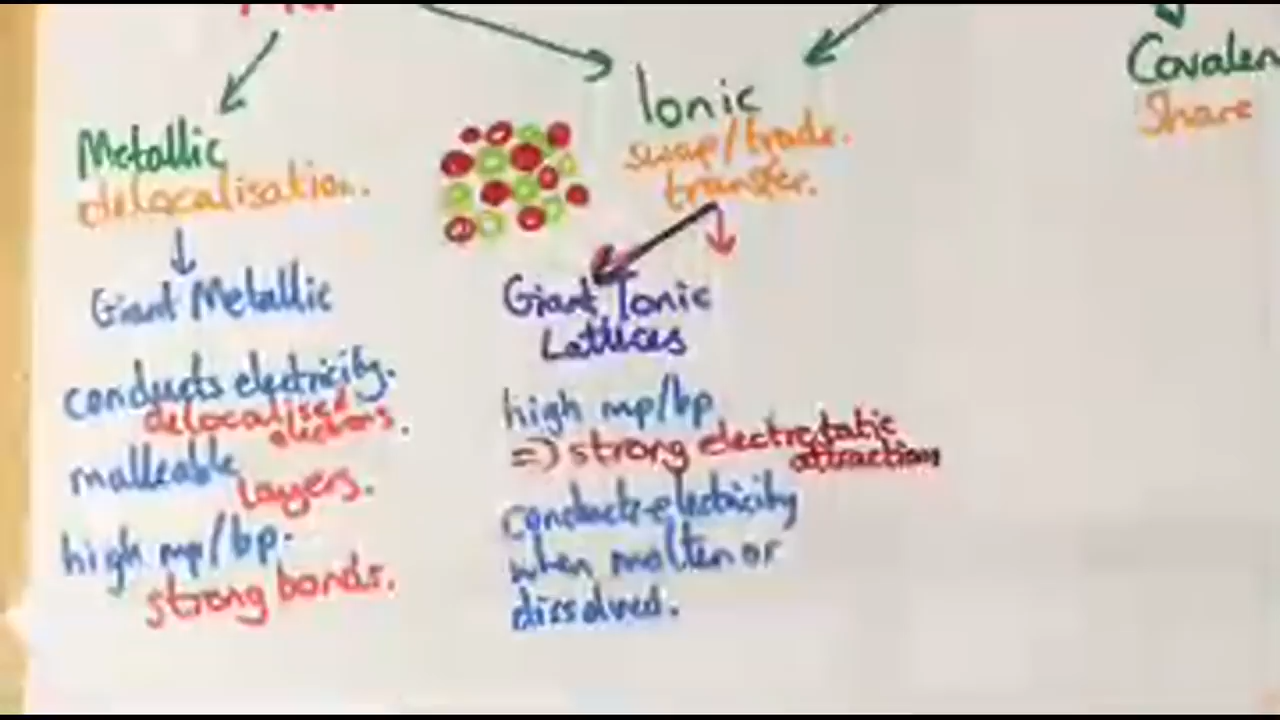 Metallic
delocalisation.
Giant Metallic
conducts electricity.
delocalised
electrons.
malleable
layers.
high mp/bp.
strong bonds.
Ionic
swap/trade.
transfer.
Giant Ionic
Lattices
high mp/bp
=> strong electrostatic
attraction
conducts electricity
when molten or
dissolved.
Covalen
Share